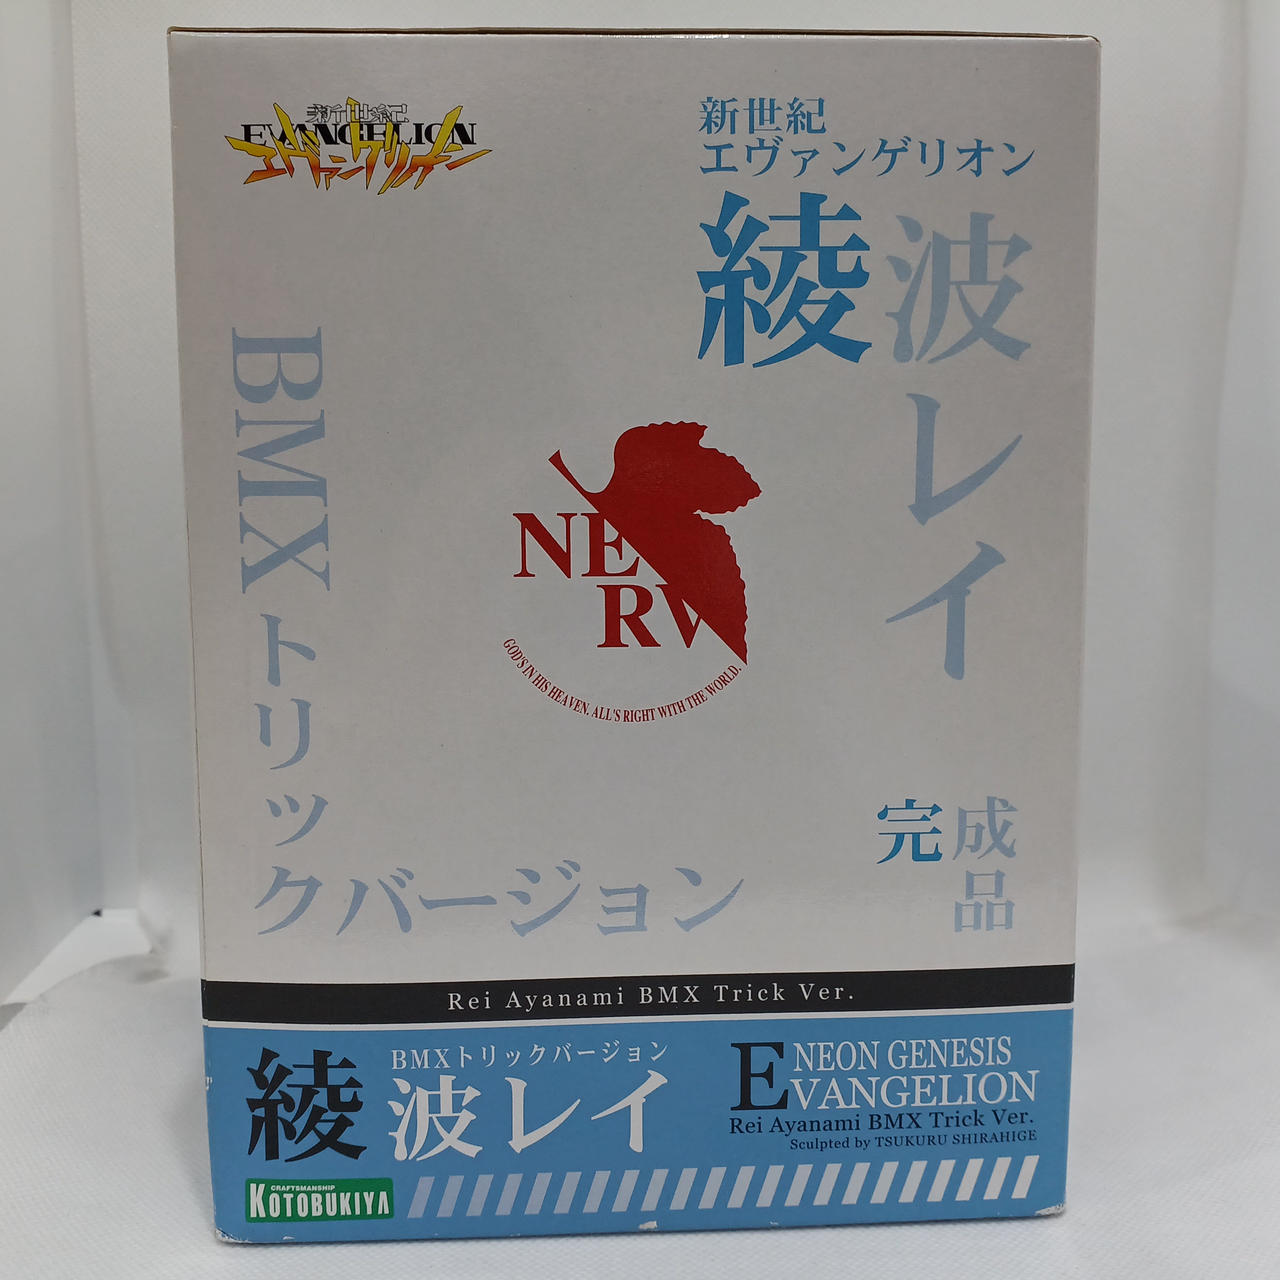 新世紀
EVANGELION
エヴァンゲリオン
新世紀
エヴァンゲリオン
綾波レイ
BMXトリックバージョン
NE
RV
GOD'S IN HIS HEAVEN. ALL'S RIGHT WITH THE WORLD.
完成品
Rei Ayanami BMX Trick Ver.
BMXトリックバージョン
綾波レイ
NEON GENESIS
EVANGELION
Rei Ayanami BMX Trick Ver.
Sculpted by TSUKURU SHIRAHIGE
CRAFTSMANSHIP
KOTOBUKIYA